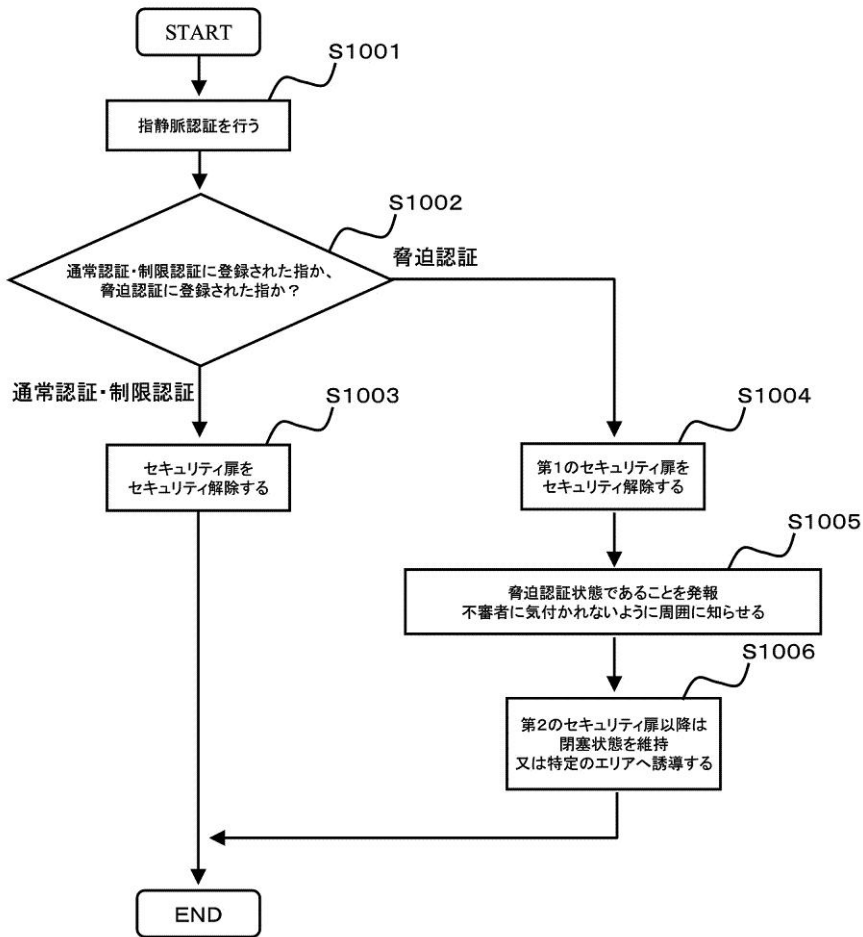 START
S1001
指静脈認証を行う
S1002
通常認証・制限認証に登録された指か、
脅迫認証に登録された指か？
脅迫認証
通常認証・制限認証
S1003
セキュリティ扉を
セキュリティ解除する
S1004
第1のセキュリティ扉を
セキュリティ解除する
S1005
脅迫認証状態であることを発報
不審者に気付かれないように周囲に知らせる
S1006
第2のセキュリティ扉以降は
閉塞状態を維持
又は特定のエリアへ誘導する
END